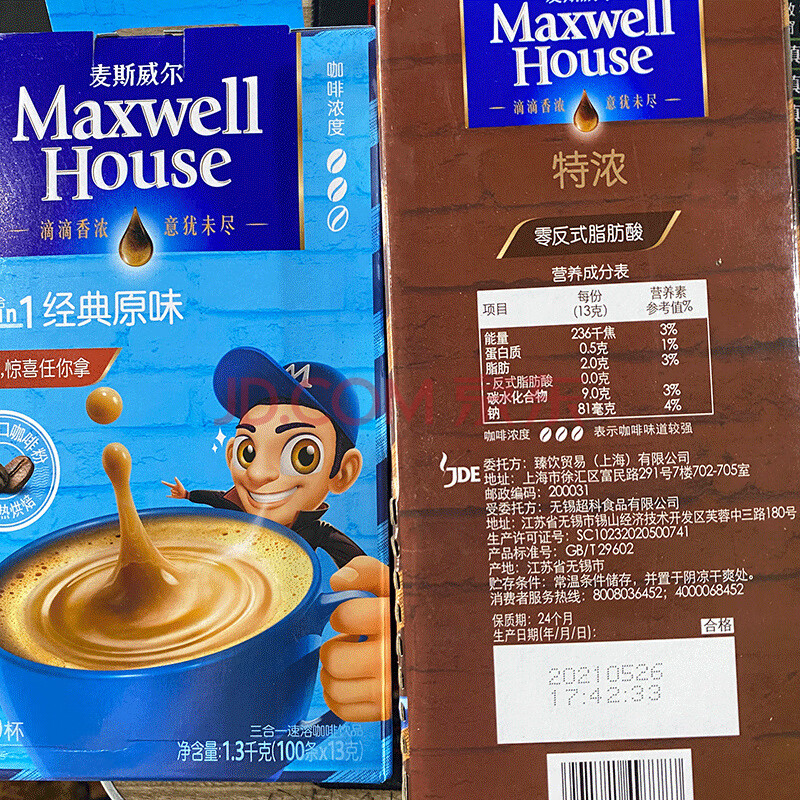 麦斯威尔
Maxwell
House
滴滴香浓 意犹未尽
咖啡浓度
in1 经典原味
,惊喜任你拿
口咖啡粉
热烘焙
M
杯
三合一速溶咖啡饮品
净含量:1.3千克(100条x13克)
Maxwell
House
滴滴香浓 意犹未尽
特浓
零反式脂肪酸
营养成分表
项目 每份(13克) 营养素参考值%
能量 236千焦 3%
蛋白质 0.5克 1%
脂肪 2.0克 3%
-反式脂肪酸 0.0克
碳水化合物 9.0克 3%
钠 81毫克 4%
咖啡浓度 表示咖啡味道较强
JDE
委托方: 臻饮贸易(上海)有限公司
地址: 上海市徐汇区富民路291号7楼702-705室
邮政编码: 200031
受委托方: 无锡超科食品有限公司
地址: 江苏省无锡市锡山经济技术开发区芙蓉中三路180号
生产许可证号: SC10232020500741
产品标准号: GB/T 29602
产地: 江苏省无锡市
贮存条件: 常温条件储存, 并置于阴凉干爽处。
消费者服务热线: 8008036452; 4000068452
保质期: 24个月
生产日期(年/月/日):
合格
20210526
17:42:33
JD.COM